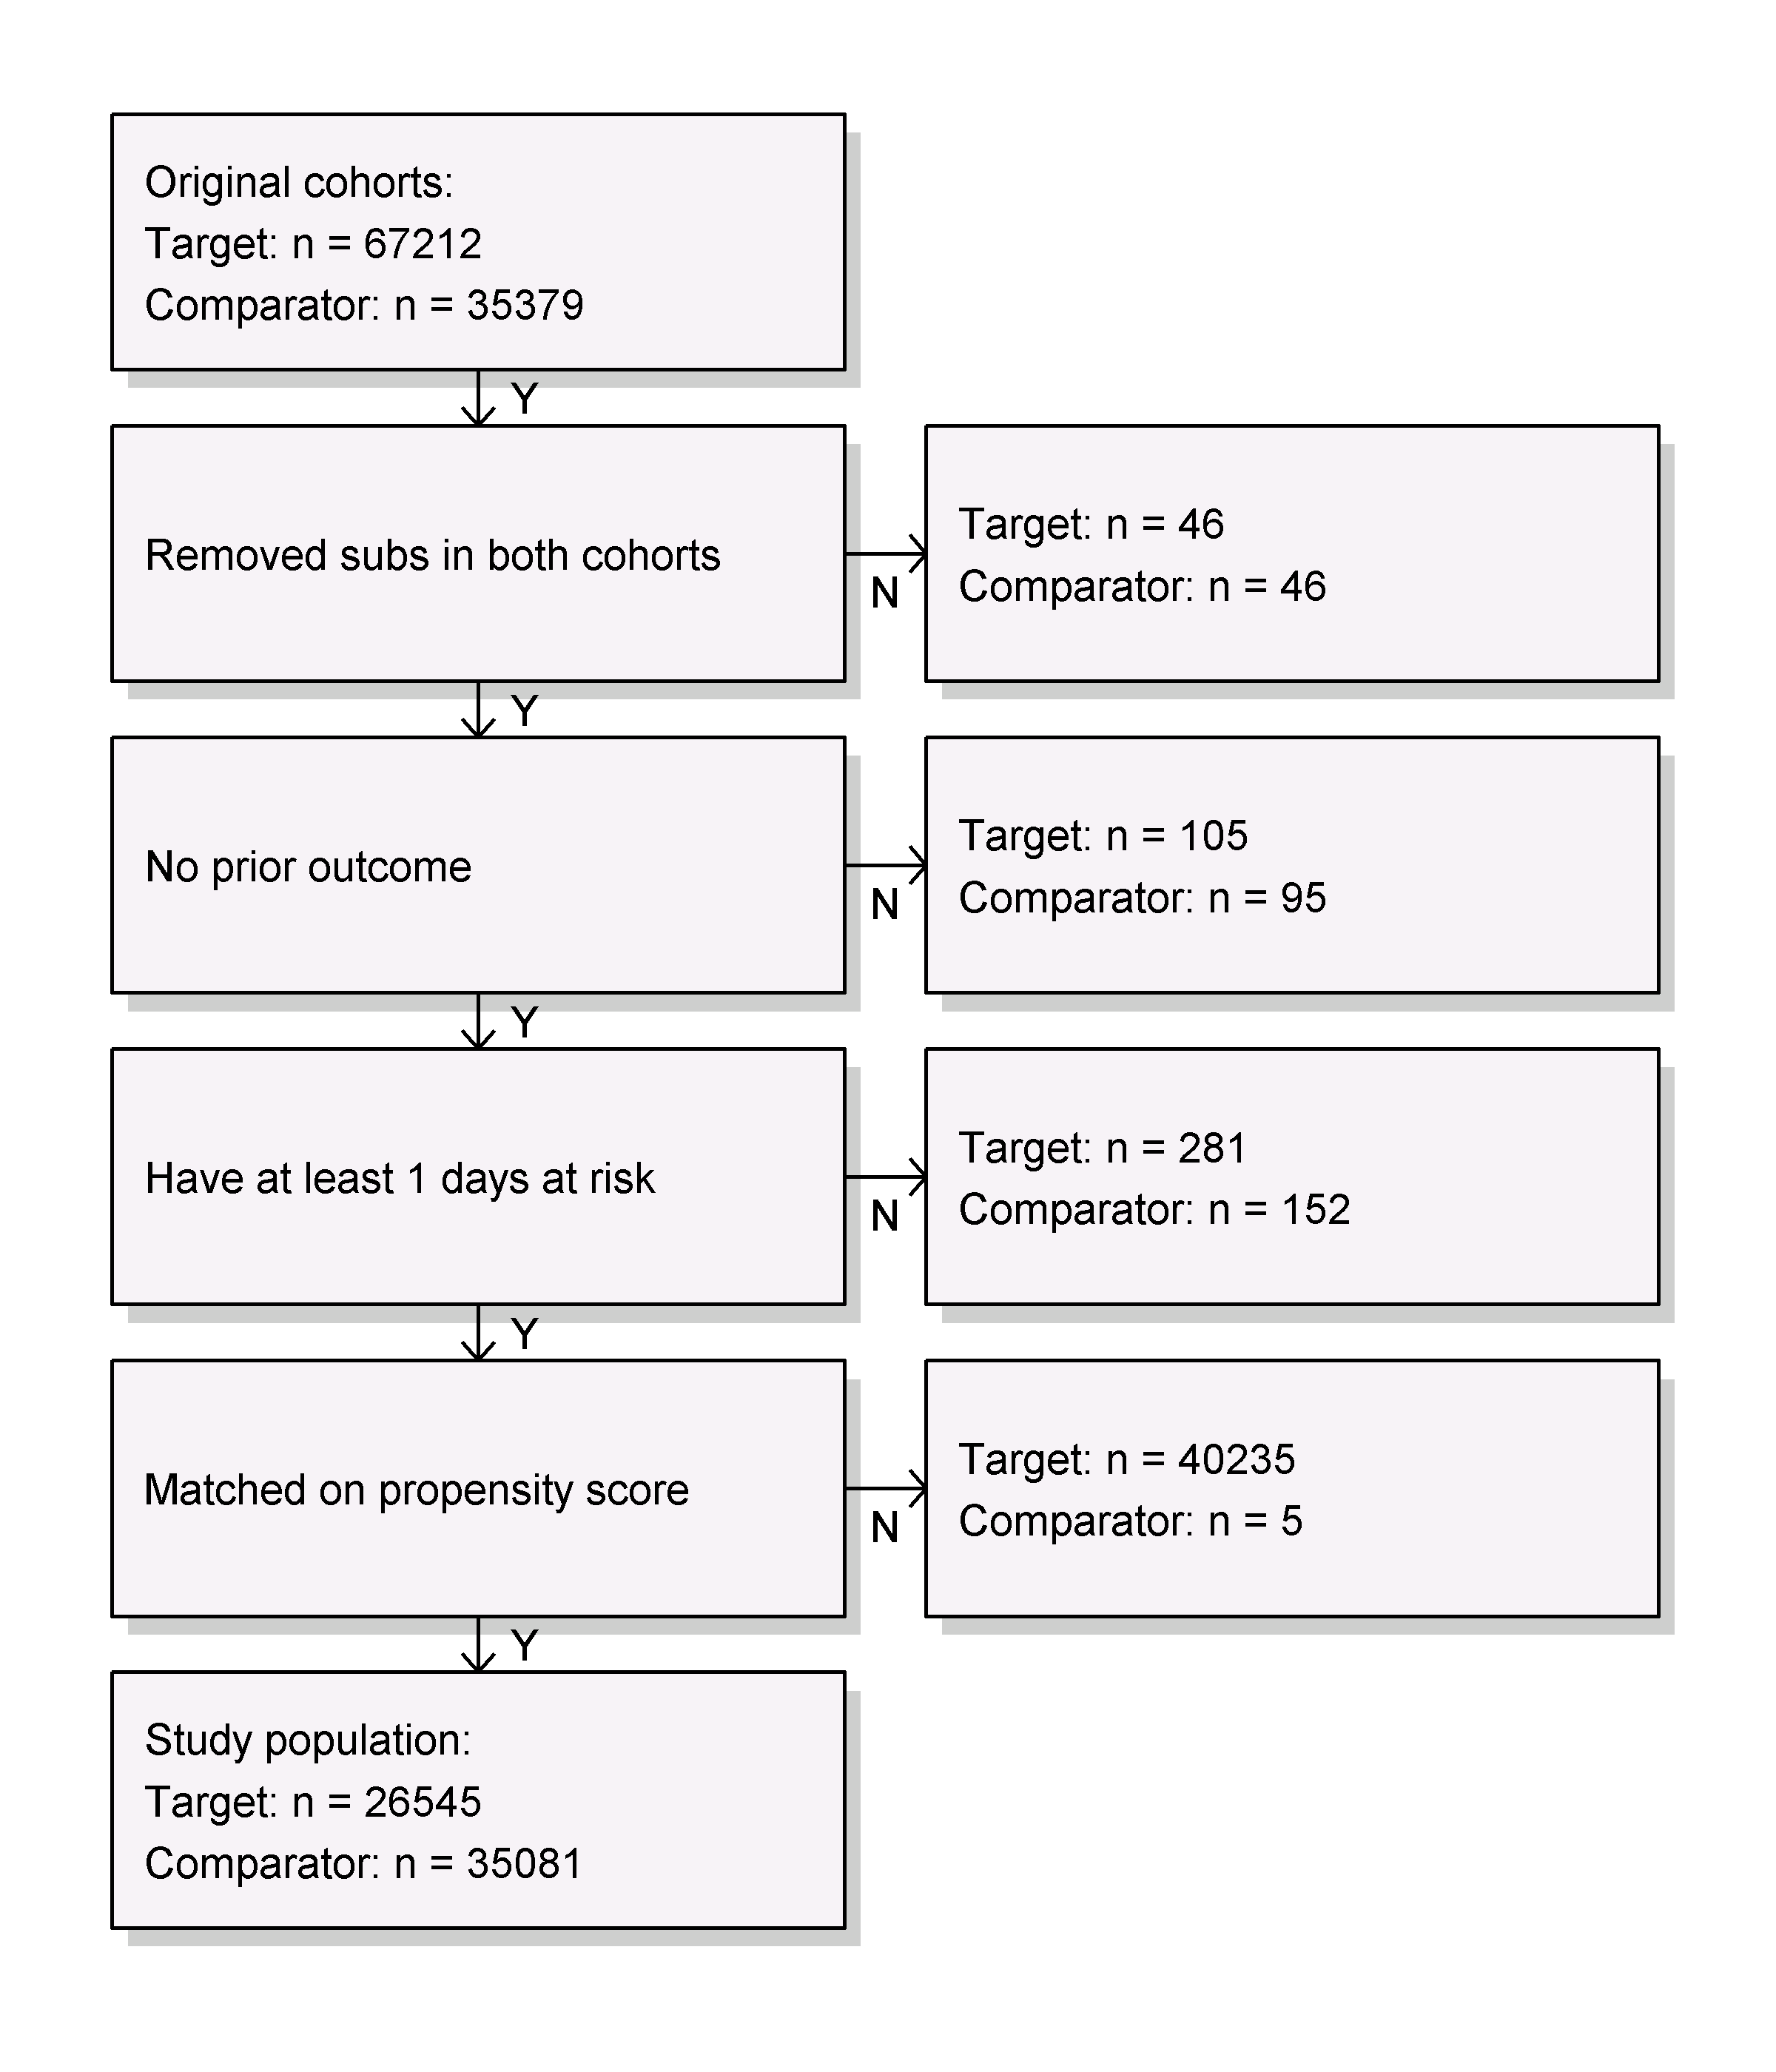 Original cohorts:
Target: n = 67212
Comparator: n = 35379
Y
Removed subs in both cohorts
N
Target: n = 46
Comparator: n = 46
Y
No prior outcome
N
Target: n = 105
Comparator: n = 95
Y
Have at least 1 days at risk
N
Target: n = 281
Comparator: n = 152
Y
Matched on propensity score
N
Target: n = 40235
Comparator: n = 5
Y
Study population:
Target: n = 26545
Comparator: n = 35081